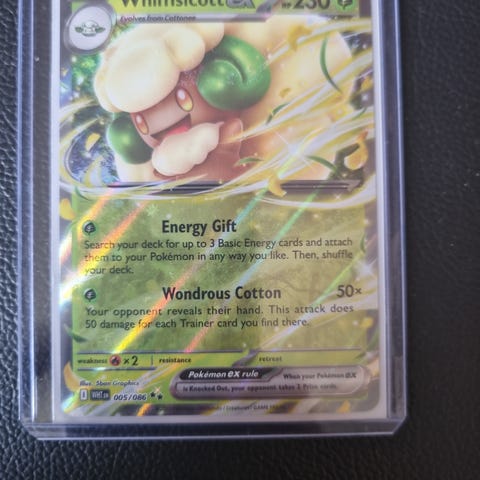 Whimsicott ex HP 230
Evolves from Cottonee
Energy Gift
Search your deck for up to 3 Basic Energy cards and attach
them to your Pokémon in any way you like. Then, shuffle
your deck.
Wondrous Cotton 50×
Your opponent reveals their hand. This attack does
50 damage for each Trainer card you find there.
weakness ×2 resistance retreat
Pokémon ex rule When your Pokémon ex
is Knocked Out, your opponent takes 2 Prize cards.
Illus. 5ban Graphics
I WHT EN 005/086 ★★